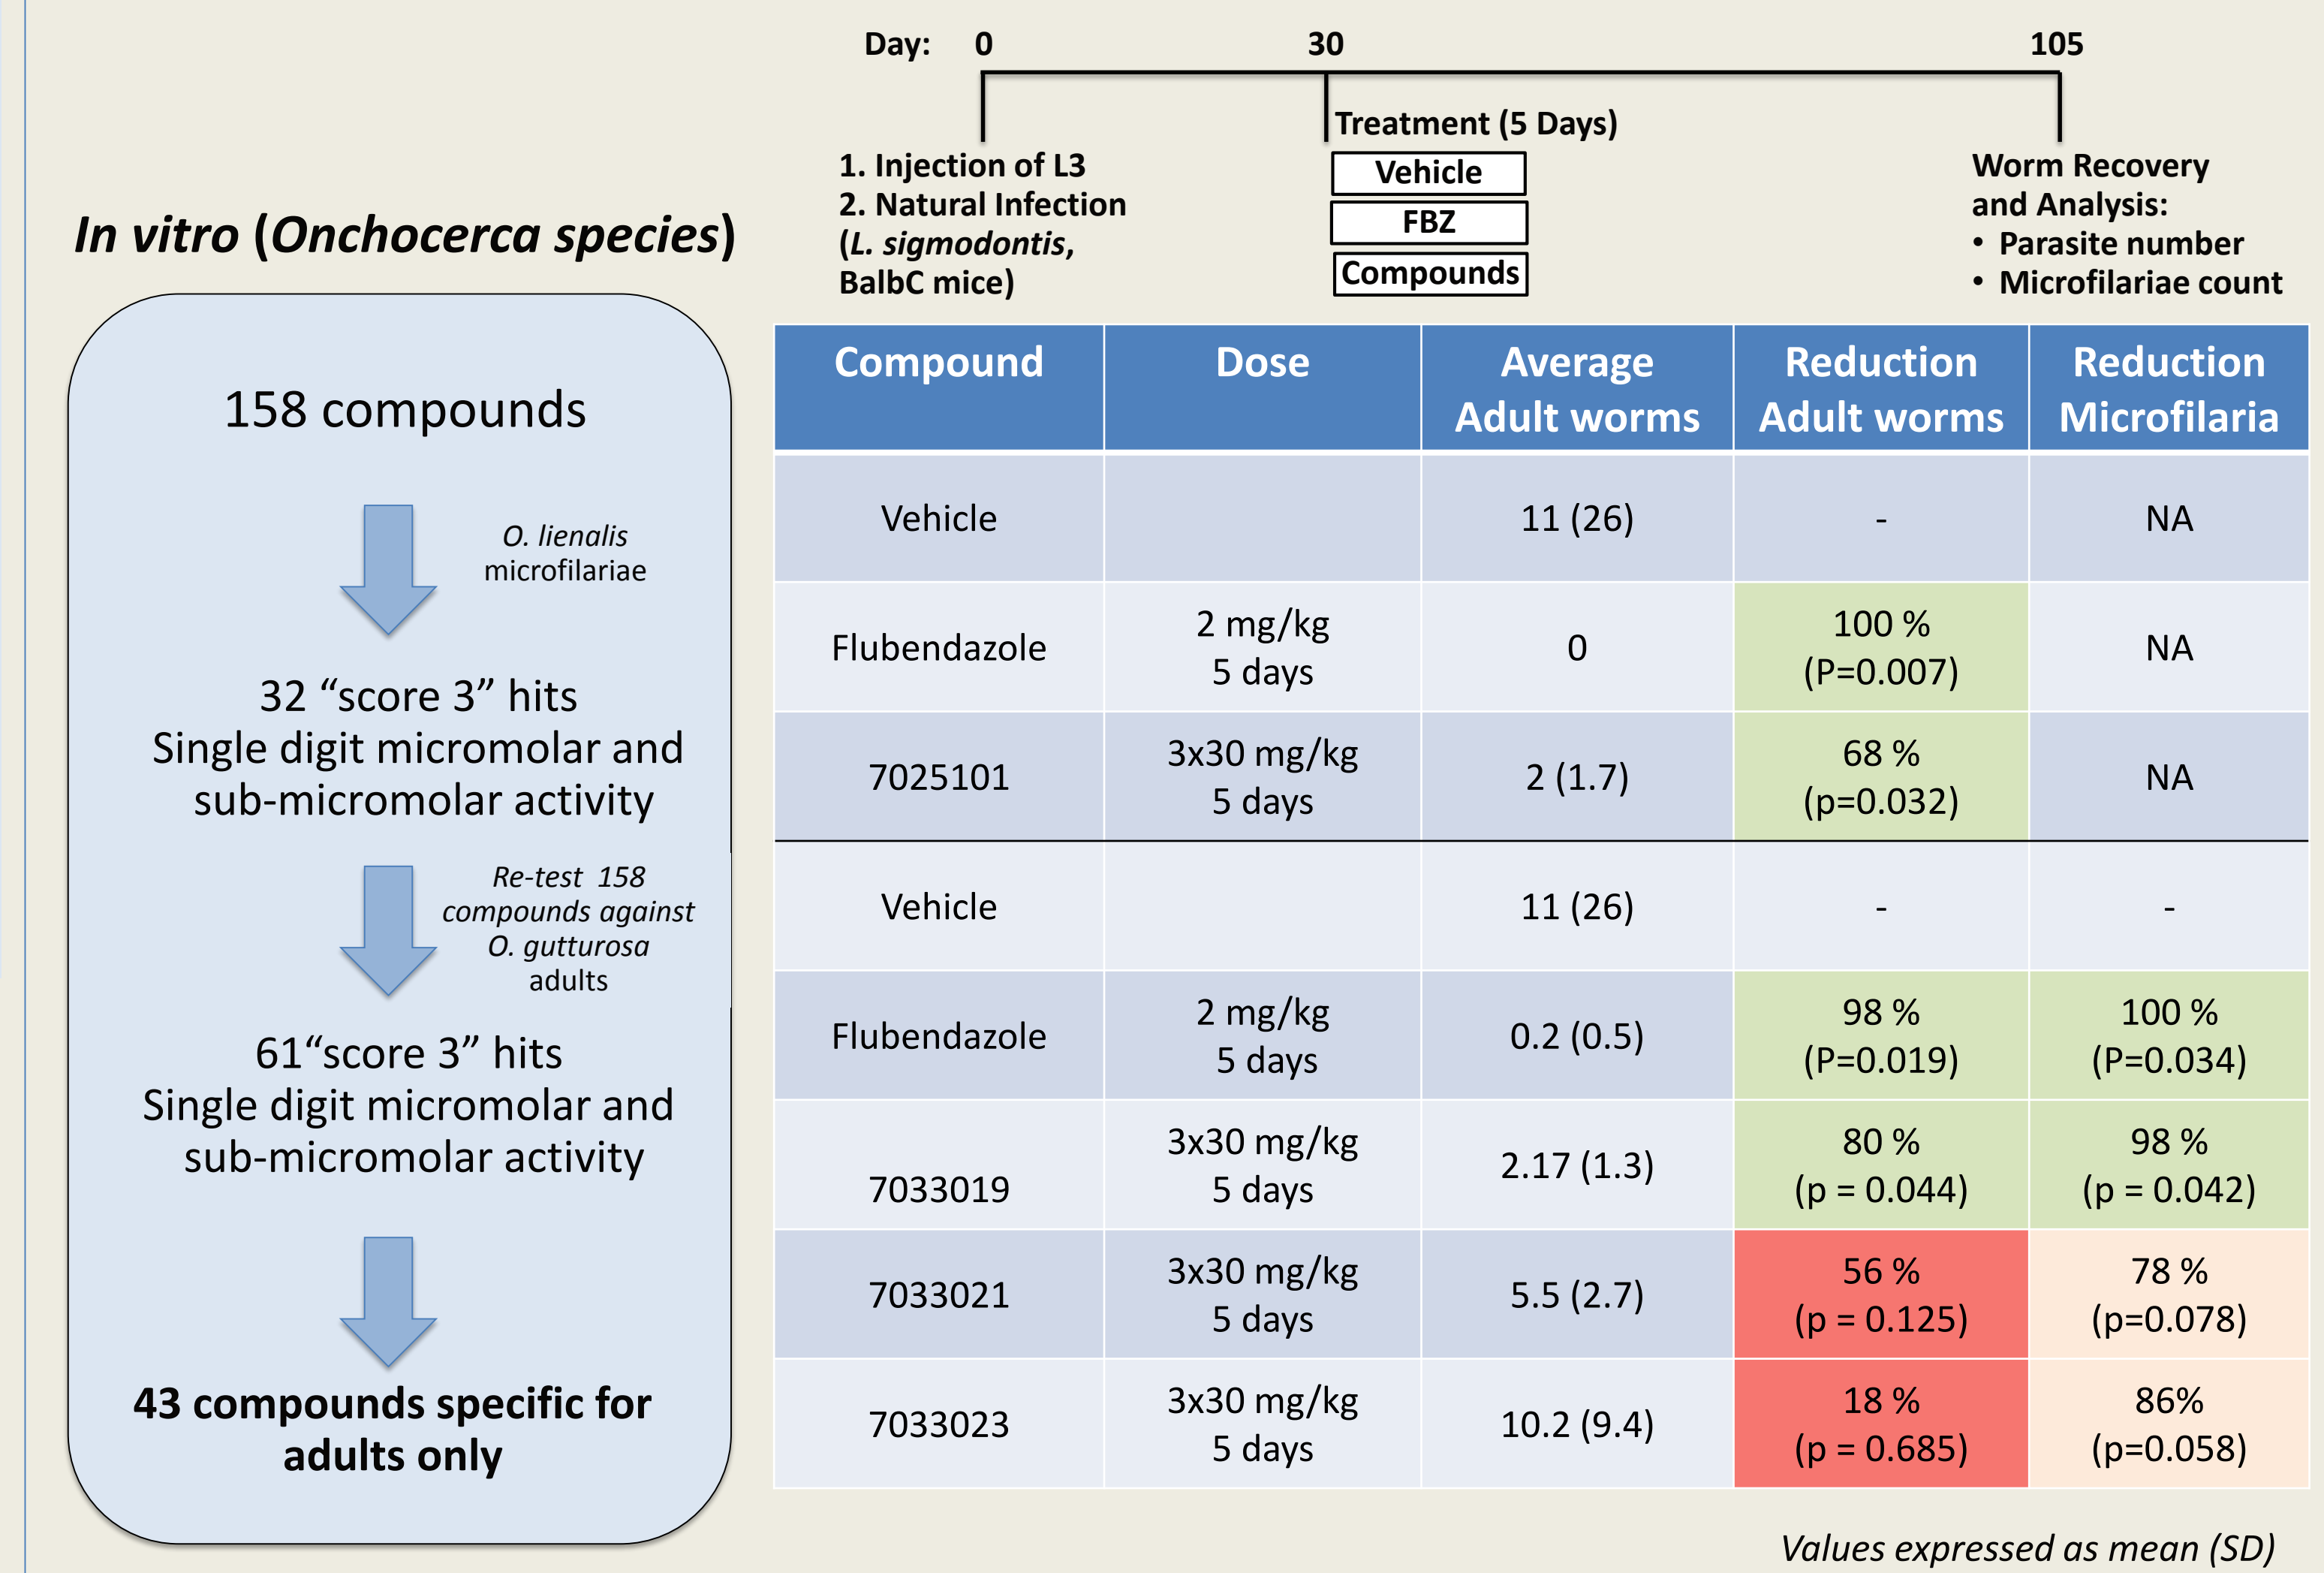 Day: 0 30 105
Treatment (5 Days)
Vehicle
FBZ
Compounds
1. Injection of L3
2. Natural Infection
(L. sigmodontis,
BalbC mice)
Worm Recovery
and Analysis:
• Parasite number
• Microfilariae count
In vitro (Onchocerca species)
158 compounds
O. lienalis
microfilariae
32 “score 3” hits
Single digit micromolar and
sub-micromolar activity
Re-test 158
compounds against
O. gutturosa
adults
61“score 3” hits
Single digit micromolar and
sub-micromolar activity
43 compounds specific for
adults only
Compound
Dose
Average
Adult worms
Reduction
Adult worms
Reduction
Microfilaria
Vehicle
11 (26)
-
NA
Flubendazole
2 mg/kg
5 days
0
100 %
(P=0.007)
NA
7025101
3x30 mg/kg
5 days
2 (1.7)
68 %
(p=0.032)
NA
Vehicle
11 (26)
-
-
Flubendazole
2 mg/kg
5 days
0.2 (0.5)
98 %
(P=0.019)
100 %
(P=0.034)
7033019
3x30 mg/kg
5 days
2.17 (1.3)
80 %
(p = 0.044)
98 %
(p = 0.042)
7033021
3x30 mg/kg
5 days
5.5 (2.7)
56 %
(p = 0.125)
78 %
(p=0.078)
7033023
3x30 mg/kg
5 days
10.2 (9.4)
18 %
(p = 0.685)
86%
(p=0.058)
Values expressed as mean (SD)